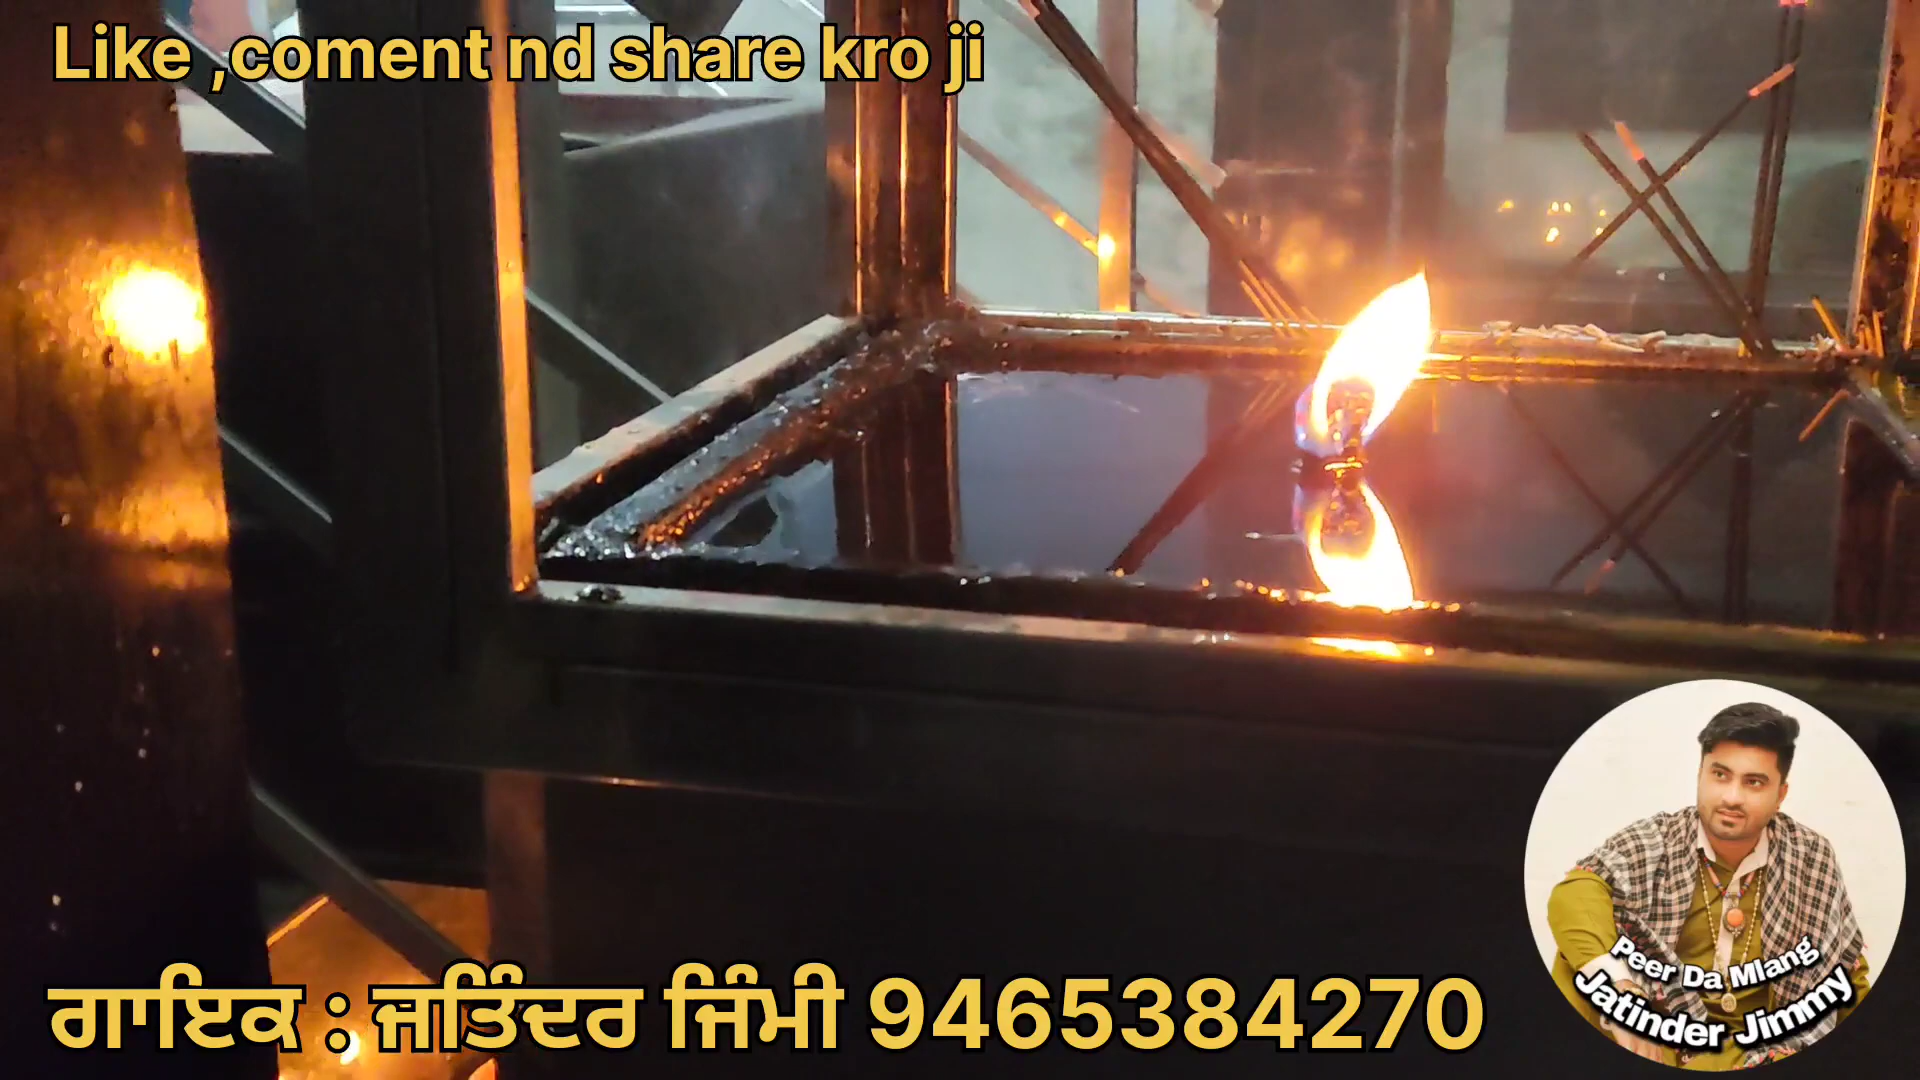 Like ,coment nd share kro ji
ਗਾਇਕ : ਜਤਿੰਦਰ ਜਿੰਮੀ 9465384270
Peer Da Mlang
Jatinder Jimmy